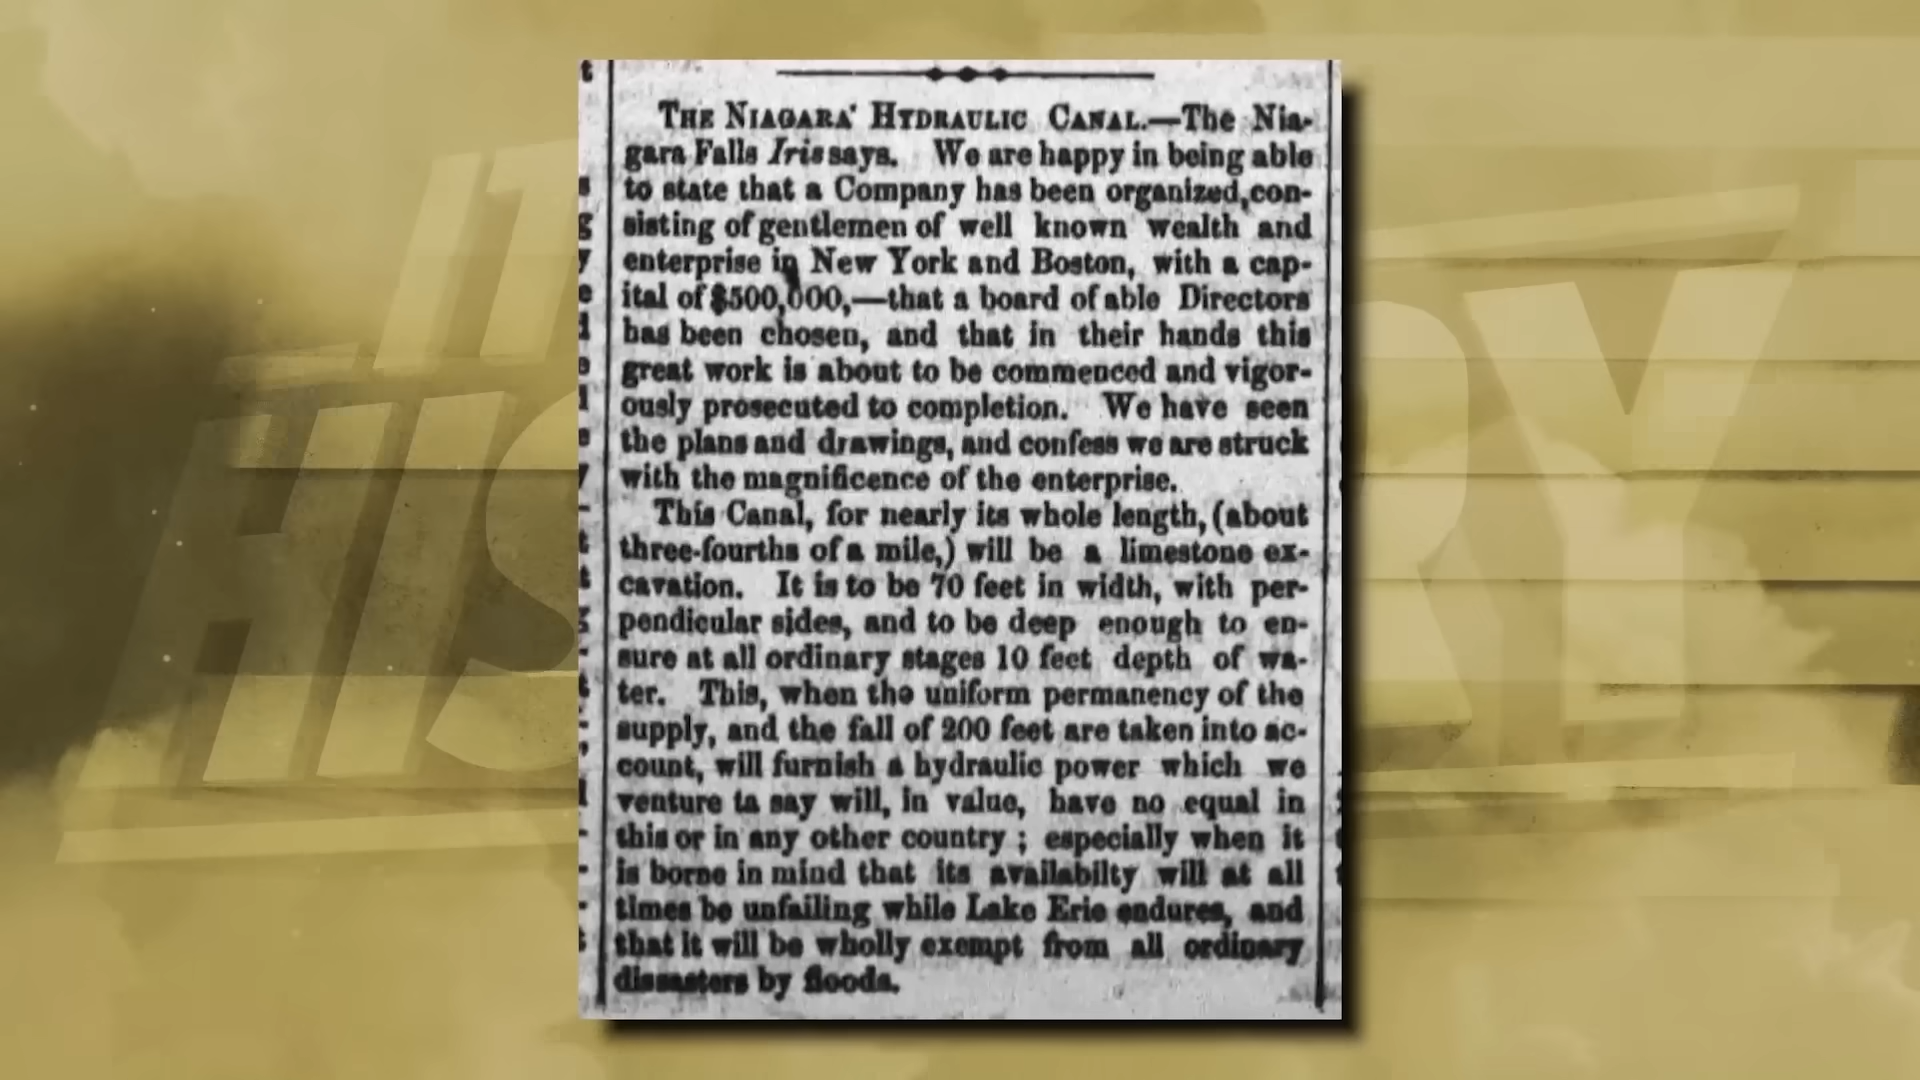 THE NIAGARA' HYDRAULIC CANAL.—The Nia-
gara Falls Iris says. We are happy in being able
to state that a Company has been organized,con-
sisting of gentlemen of well known wealth and
enterprise in New York and Boston, with a cap-
ital of $500,000,—that a board of able Directors
has been chosen, and that in their hands this
great work is about to be commenced and vigor-
ously prosecuted to completion. We have seen
the plans and drawings, and confess we are struck
with the magnificence of the enterprise.
This Canal, for nearly its whole length, (about
three-fourths of a mile,) will be a limestone ex-
cavation. It is to be 70 feet in width, with per-
pendicular sides, and to be deep enough to en-
sure at all ordinary stages 10 feet depth of wa-
ter. This, when the uniform permanency of the
supply, and the fall of 200 feet are taken into ac-
count, will furnish a hydraulic power which we
venture ta say will, in value, have no equal in
this or in any other country ; especially when it
is borne in mind that its availabilty will at all
times be unfailing while Lake Erie endures, and
that it will be wholly exempt from all ordinary
dissasters by floods.